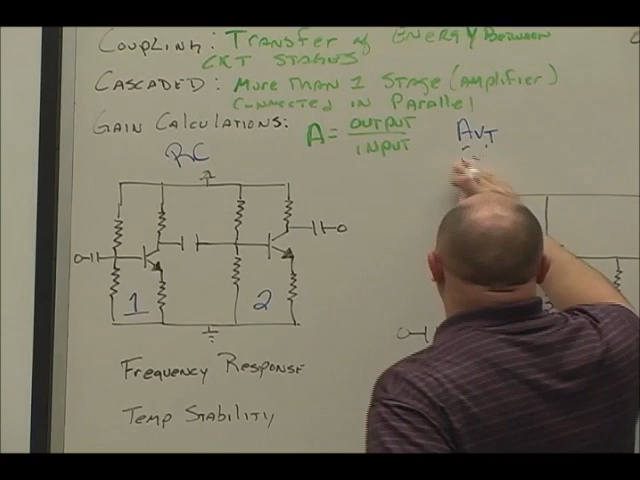 COUPLING: TRANSFER of ENERGY BETWEEN
CKT STAGES
CASCADED: MORE THAN 1 STAGE (AMPLIFIER)
CONNECTED IN PARALLEL
GAIN CALCULATIONS: A = OUTPUT
INPUT
AVT
RC
1 2
FREQUENCY RESPONSE
TEMP STABILITY